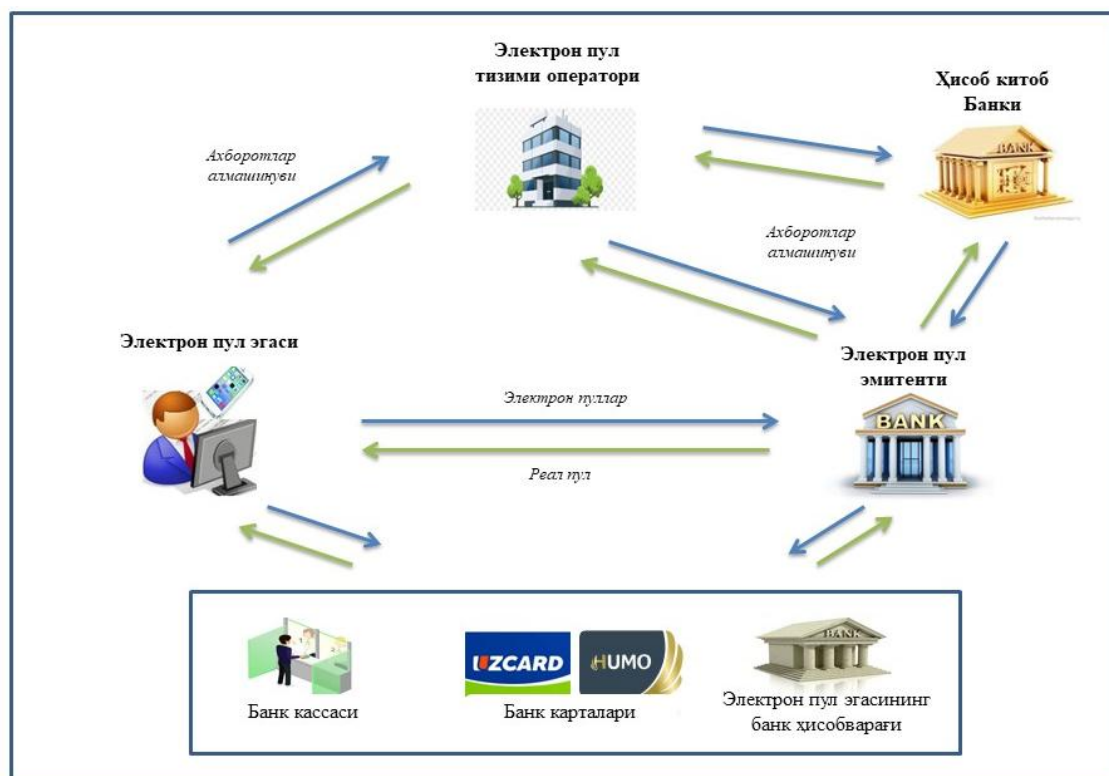 Электрон пул
тизими оператори
Ҳисоб китоб
Банки
BANK
Ахборотлар
алмашинуви
Ахборотлар
алмашинуви
Электрон пул эгаси
Электрон пул
эмитенти
Электрон пуллар
BANK
Реал пул
UZCARD
HUMO
BANK
Банк кассаси
Банк карталари
Электрон пул эгасининг
банк ҳисобварағи